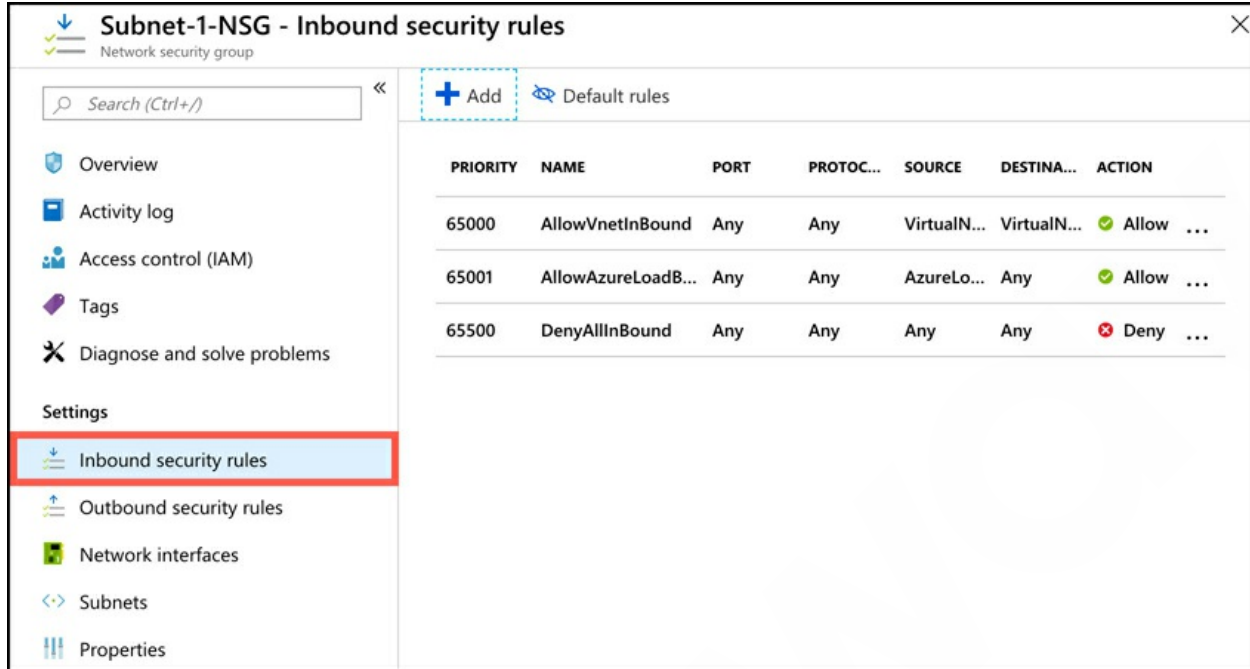 Subnet-1-NSG - Inbound security rules
Network security group
Search (Ctrl+/)
Overview
Activity log
Access control (IAM)
Tags
Diagnose and solve problems
Settings
Inbound security rules
Outbound security rules
Network interfaces
Subnets
Properties
Add Default rules
PRIORITY NAME PORT PROTOC... SOURCE DESTINA... ACTION
65000 AllowVnetInBound Any Any VirtualN... VirtualN... Allow ...
65001 AllowAzureLoadB... Any Any AzureLo... Any Allow ...
65500 DenyAllInBound Any Any Any Any Deny ...